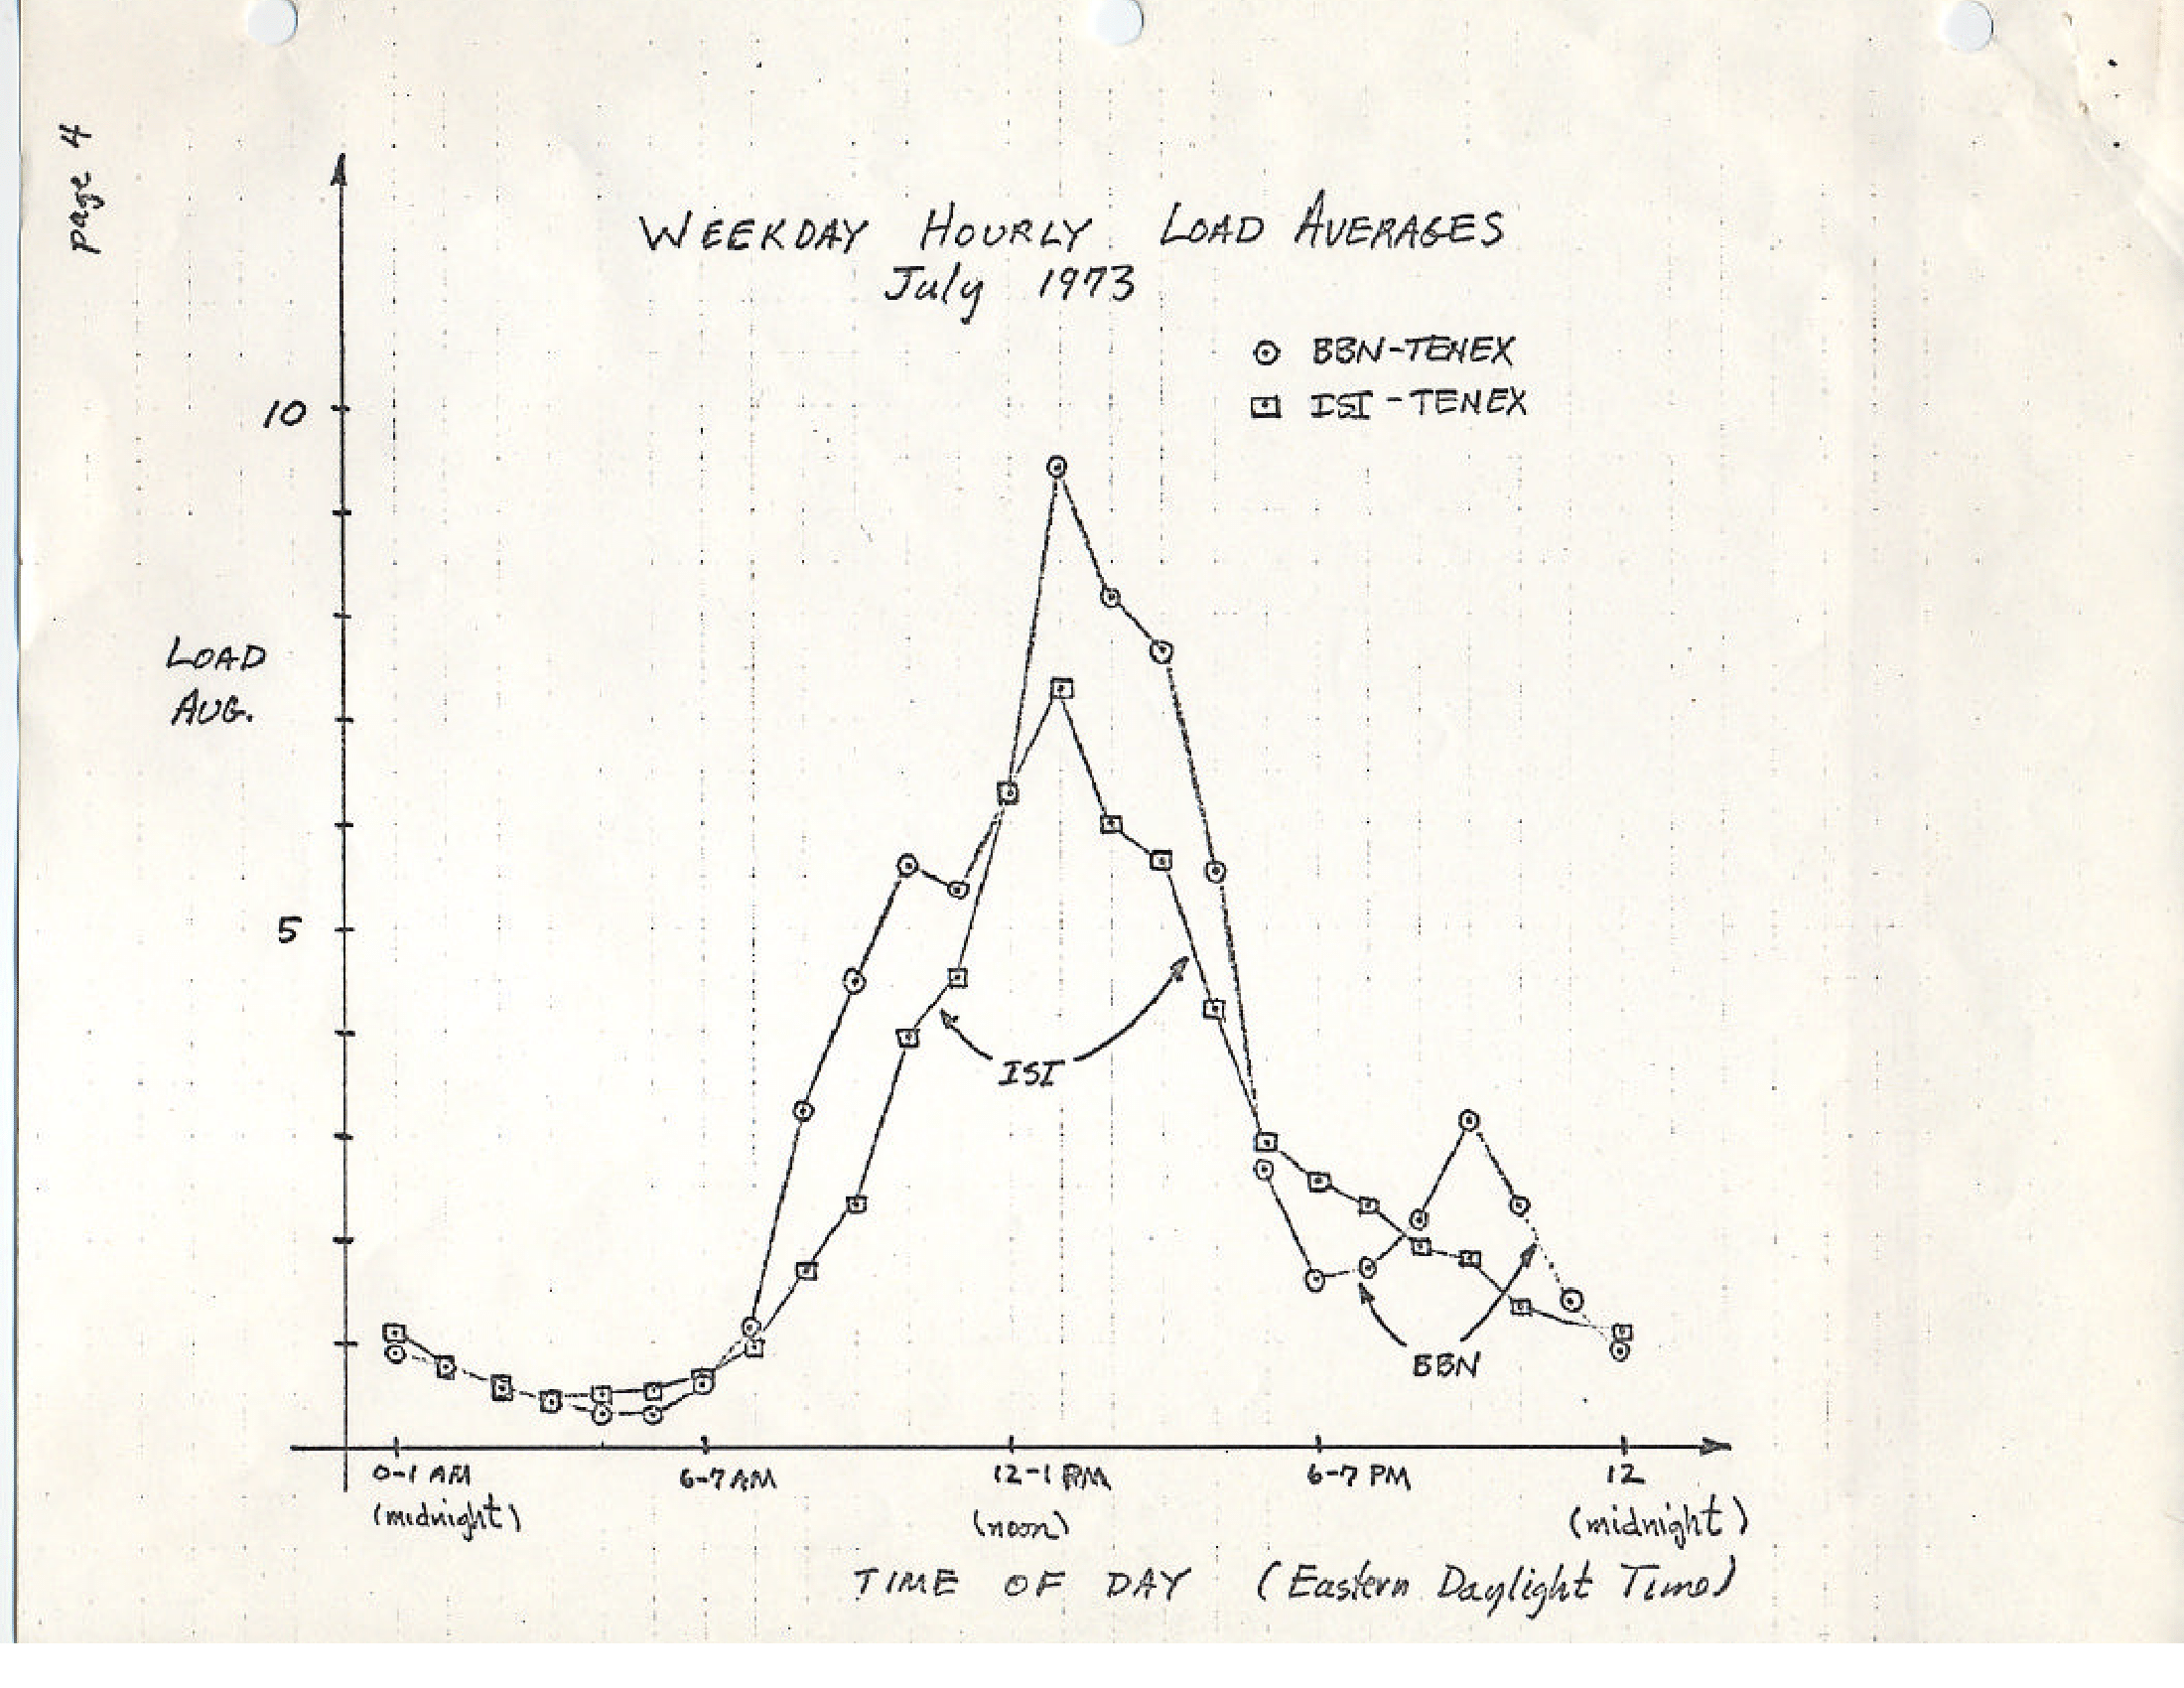 page 4
WEEKDAY HOURLY LOAD AVERAGES
July 1973
BBN-TENEX
ISI-TENEX
10
LOAD
AVG.
5
ISI
BBN
0-1 AM 6-7 AM 12-1 PM 6-7 PM 12
(midnight) (noon) (midnight)
TIME OF DAY (Eastern Daylight Time)